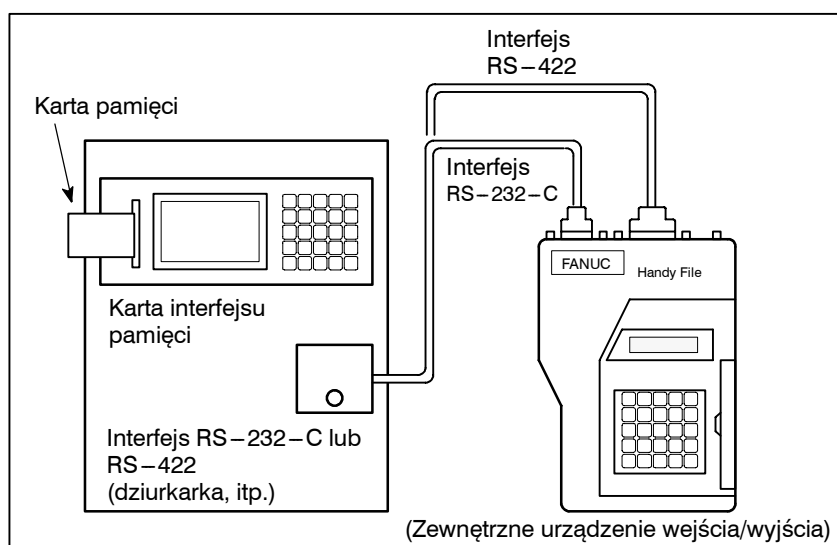 Interfejs
RS–422
Karta pamięci
Interfejs
RS–232–C
FANUC
Handy File
Karta interfejsu
pamięci
Interfejs RS–232–C lub
RS–422
(dziurkarka, itp.)
(Zewnętrzne urządzenie wejścia/wyjścia)